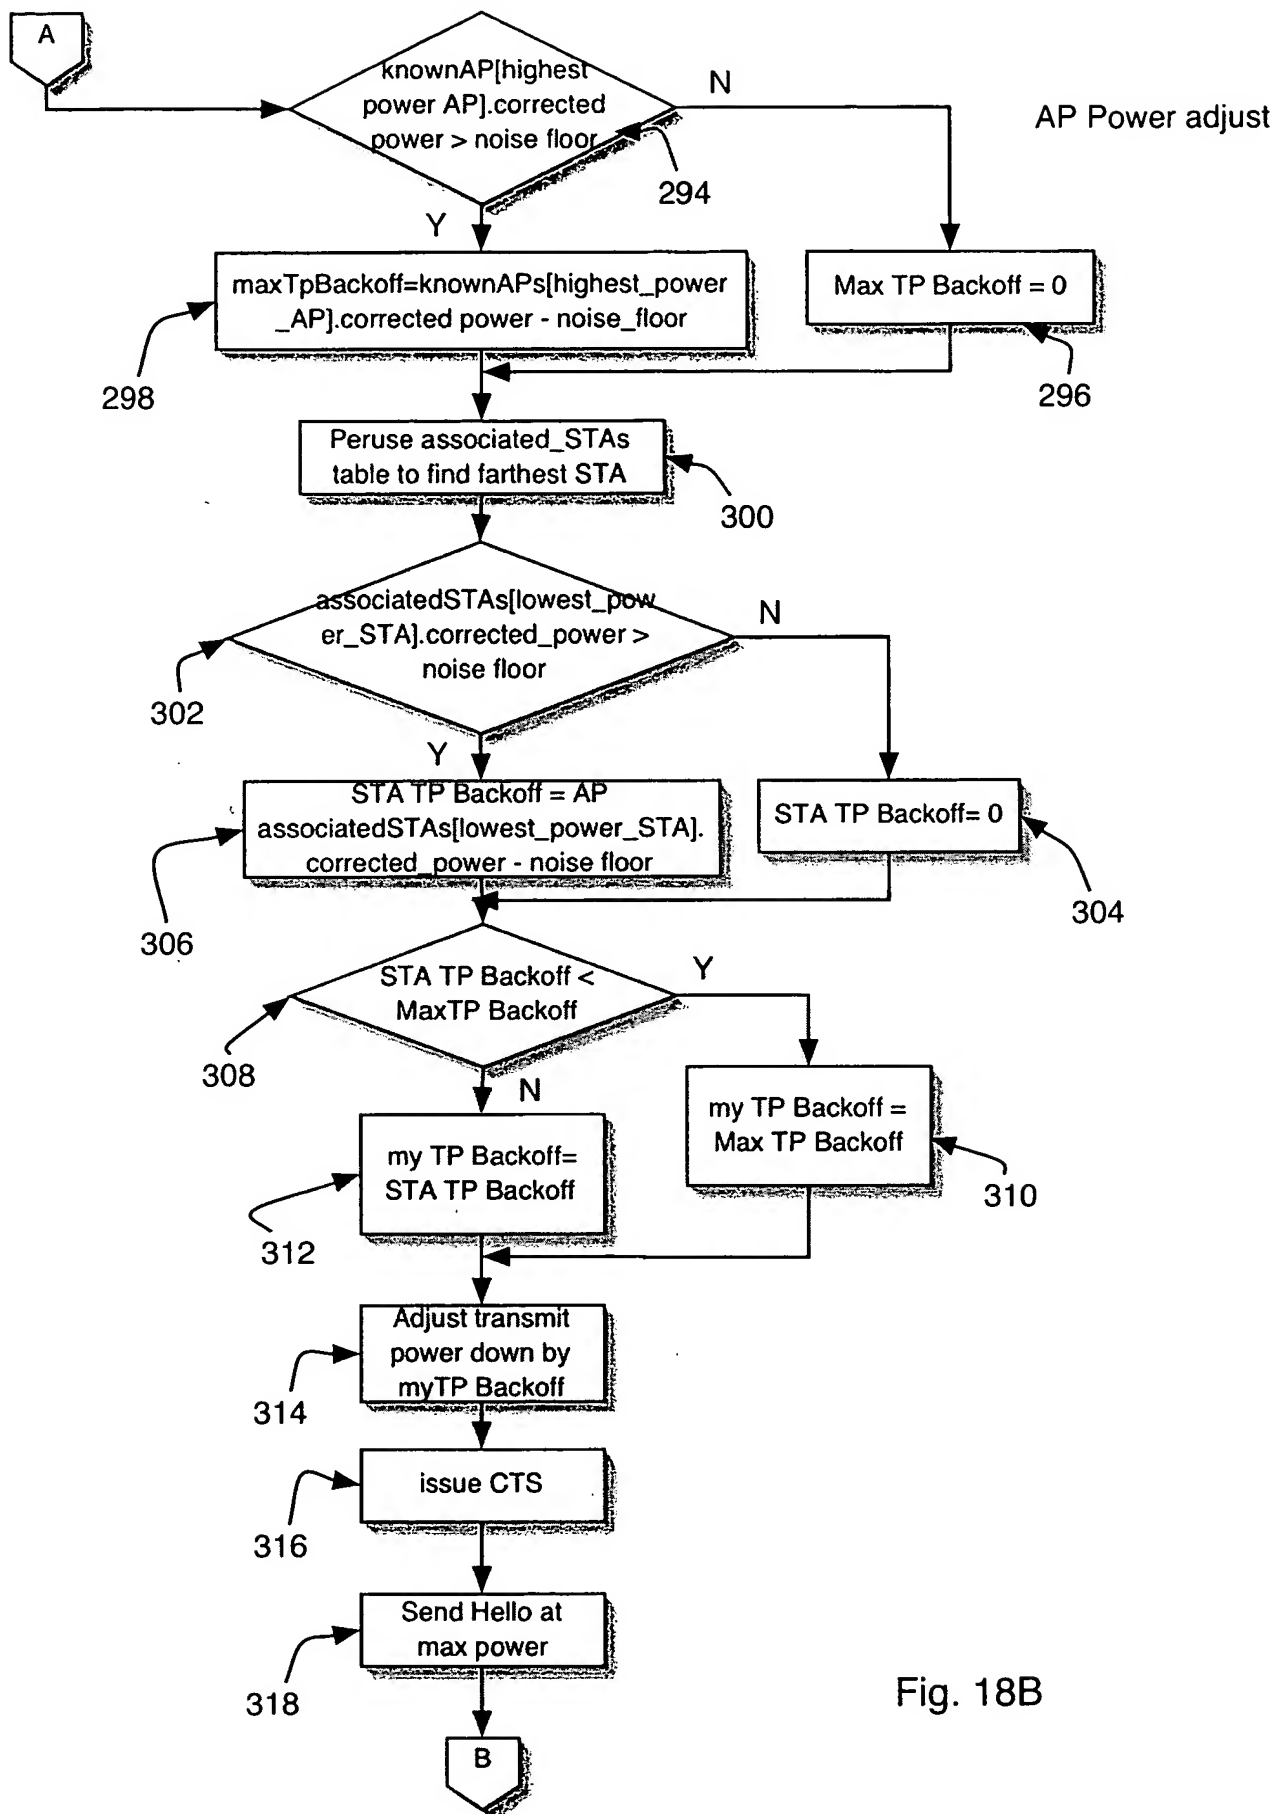 A
knownAP[highest
power AP].corrected
power > noise floor
N
AP Power adjust
294
Y
maxTpBackoff=knownAPs[highest_power
_AP].corrected power - noise_floor
Max TP Backoff = 0
298
296
Peruse associated_STAs
table to find farthest STA
300
associatedSTAs[lowest_pow
er_STA].corrected_power >
noise floor
N
302
Y
STA TP Backoff = AP
associatedSTAs[lowest_power_STA].
corrected_power - noise floor
STA TP Backoff= 0
306
304
STA TP Backoff <
MaxTP Backoff
Y
308
N
my TP Backoff =
Max TP Backoff
my TP Backoff=
STA TP Backoff
310
312
Adjust transmit
power down by
myTP Backoff
314
issue CTS
316
Send Hello at
max power
318
Fig. 18B
B